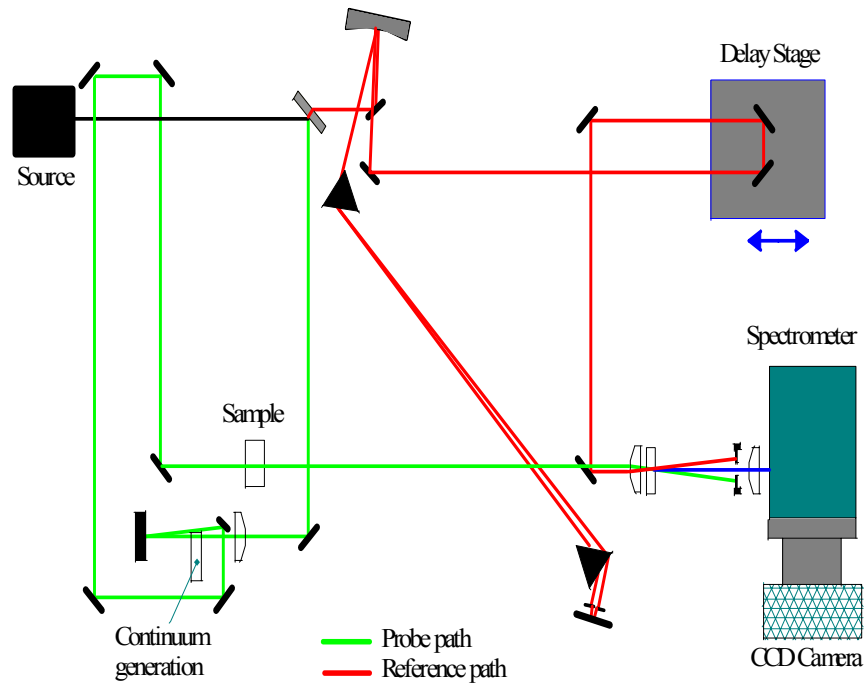 Delay Stage
Source
Spectrometer
Sample
Continuum
generation
Probe path
Reference path
CCD Camera